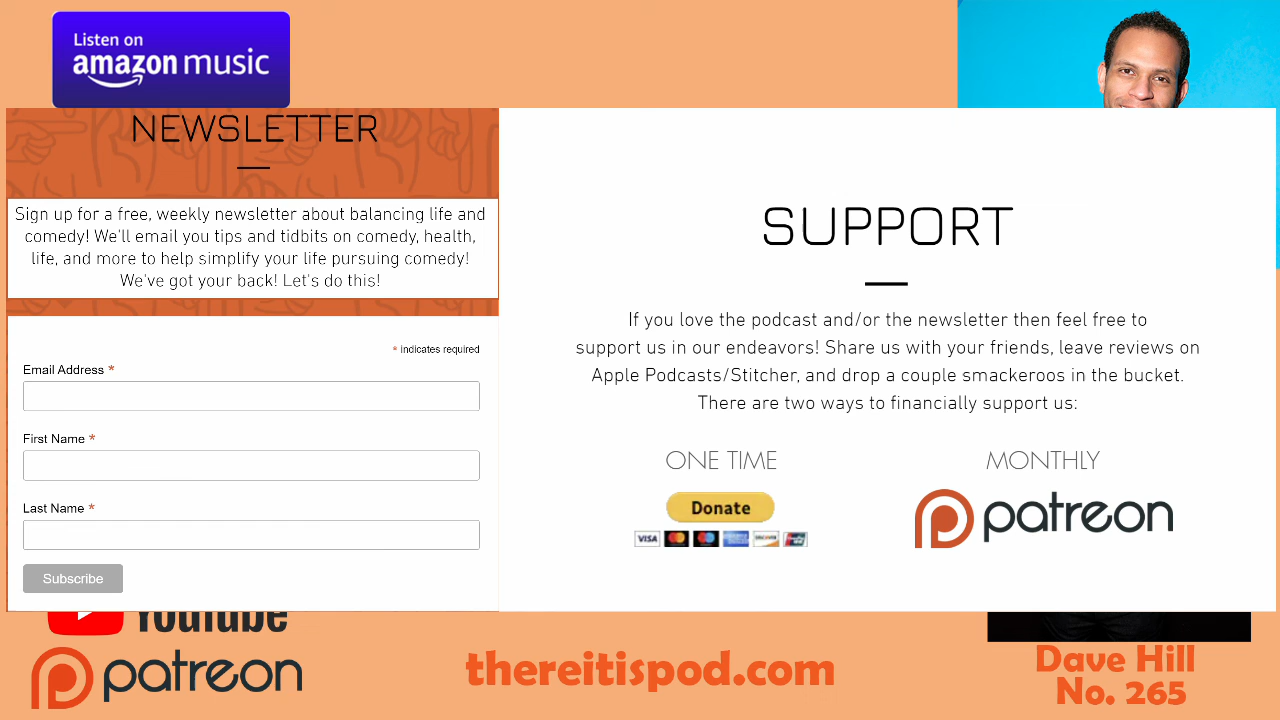 Listen on
amazon music
NEWSLETTER
Sign up for a free, weekly newsletter about balancing life and
comedy! We'll email you tips and tidbits on comedy, health,
life, and more to help simplify your life pursuing comedy!
We've got your back! Let's do this!
* indicates required
Email Address *
First Name *
Last Name *
Subscribe
SUPPORT
If you love the podcast and/or the newsletter then feel free to
support us in our endeavors! Share us with your friends, leave reviews on
Apple Podcasts/Stitcher, and drop a couple smackeroos in the bucket.
There are two ways to financially support us:
ONE TIME
Donate
VISA
DISCOVER
MONTHLY
patreon
YouTube
patreon
thereitispod.com
Dave Hill
No. 265